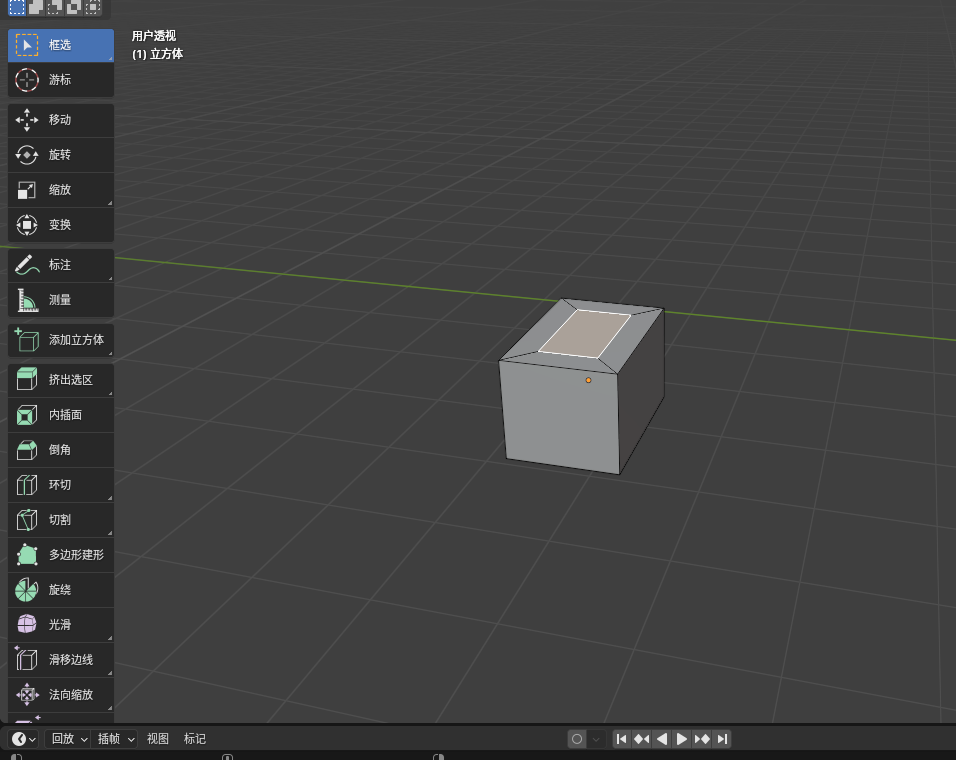 用户透视
(1) 立方体
框选
游标
移动
旋转
缩放
变换
标注
测量
添加立方体
挤出选区
内插面
倒角
环切
切割
多边形建形
旋绕
光滑
滑移边线
法向缩放
回放 插帧 视图 标记